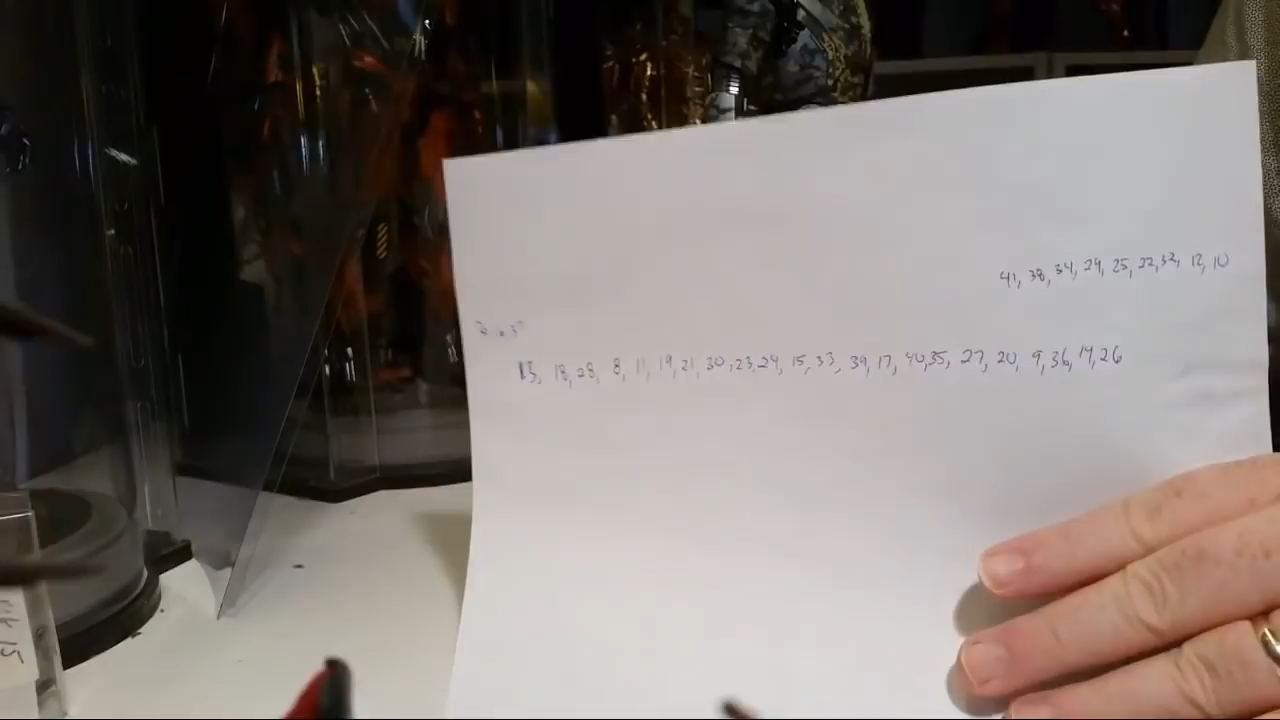 41, 38, 34, 29, 25, 22, 32, 12, 10
13, 18, 28, 8, 11, 19, 21, 30, 23, 24, 15, 33, 39, 17, 40, 35, 27, 20, 9, 36, 14, 26